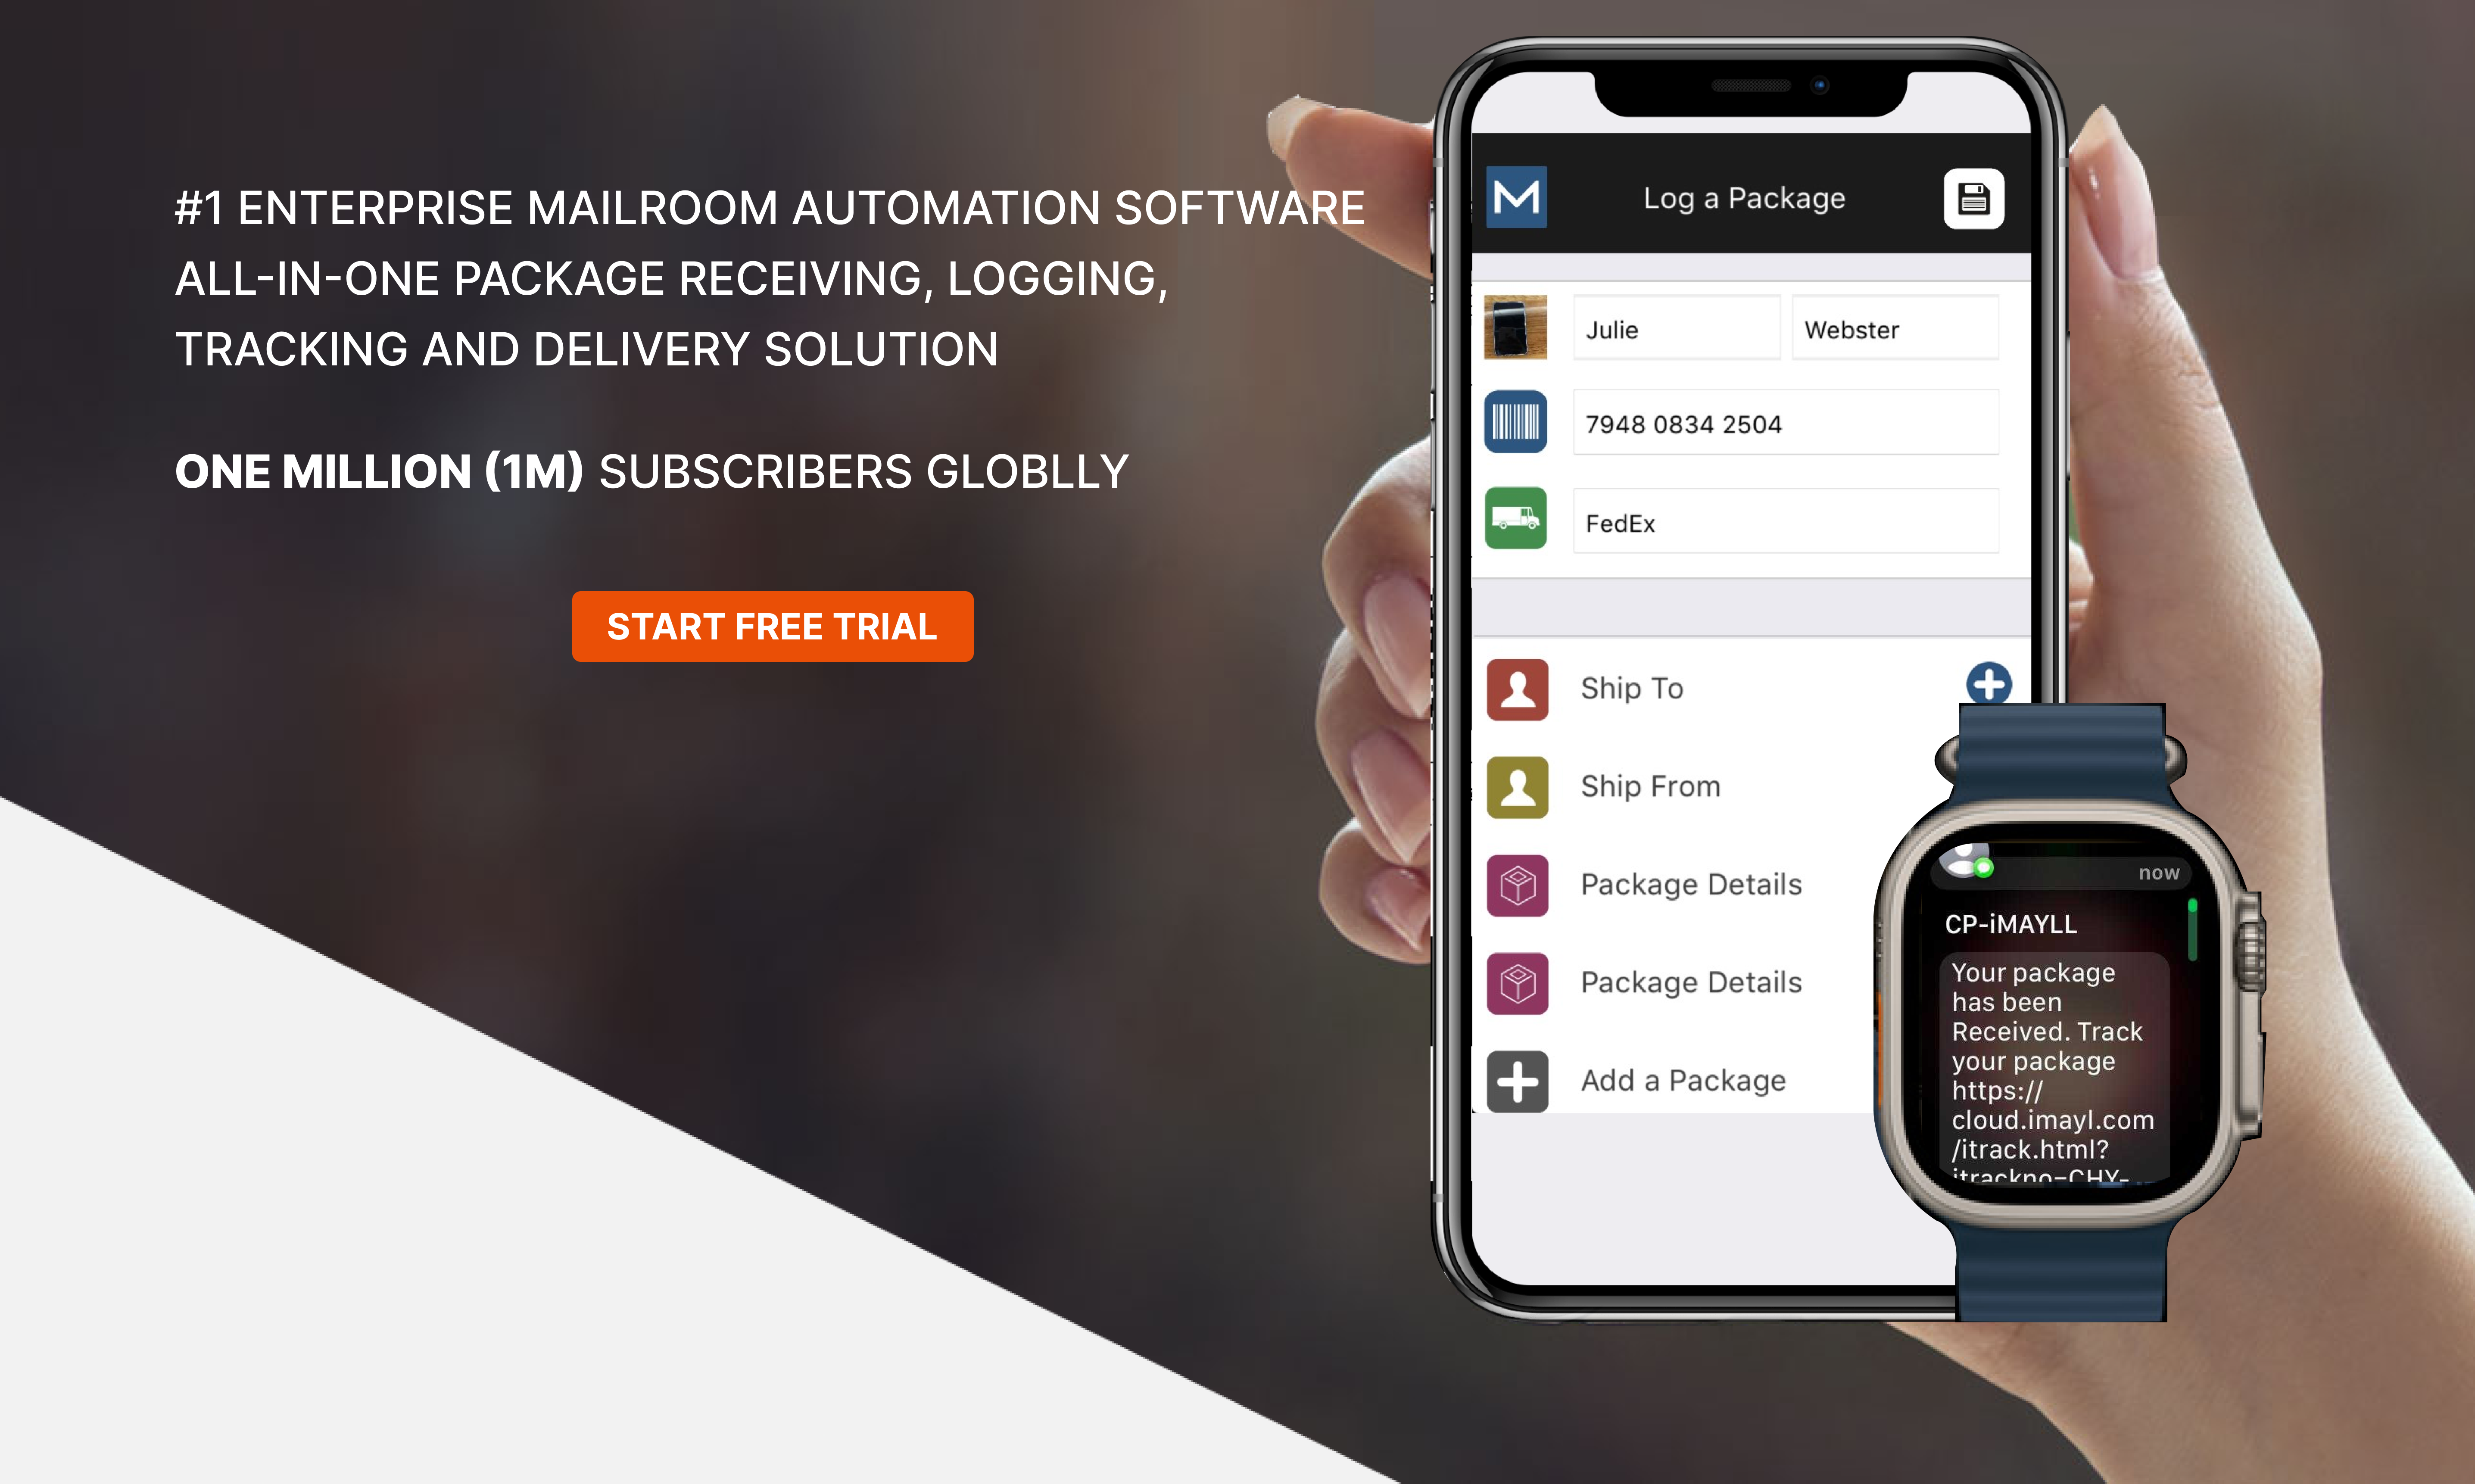 #1 ENTERPRISE MAILROOM AUTOMATION SOFTWARE
ALL-IN-ONE PACKAGE RECEIVING, LOGGING,
TRACKING AND DELIVERY SOLUTION
ONE MILLION (1M) SUBSCRIBERS GLOBLLY
START FREE TRIAL
M
Log a Package
Julie Webster
7948 0834 2504
FedEx
Ship To
Ship From
Package Details
Package Details
Add a Package
now
CP-iMAYLL
Your package
has been
Received. Track
your package
https://
cloud.imayl.com
/itrack.html?
itrackno=CHY-